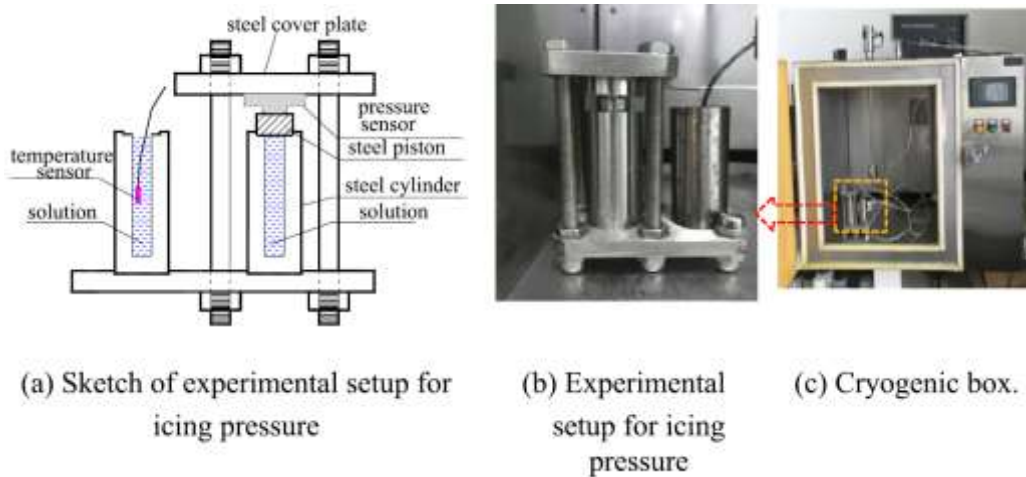 steel cover plate
pressure
sensor
steel piston
temperature
sensor
steel cylinder
solution
solution
(a) Sketch of experimental setup for
icing pressure
(b) Experimental
setup for icing
pressure
(c) Cryogenic box.